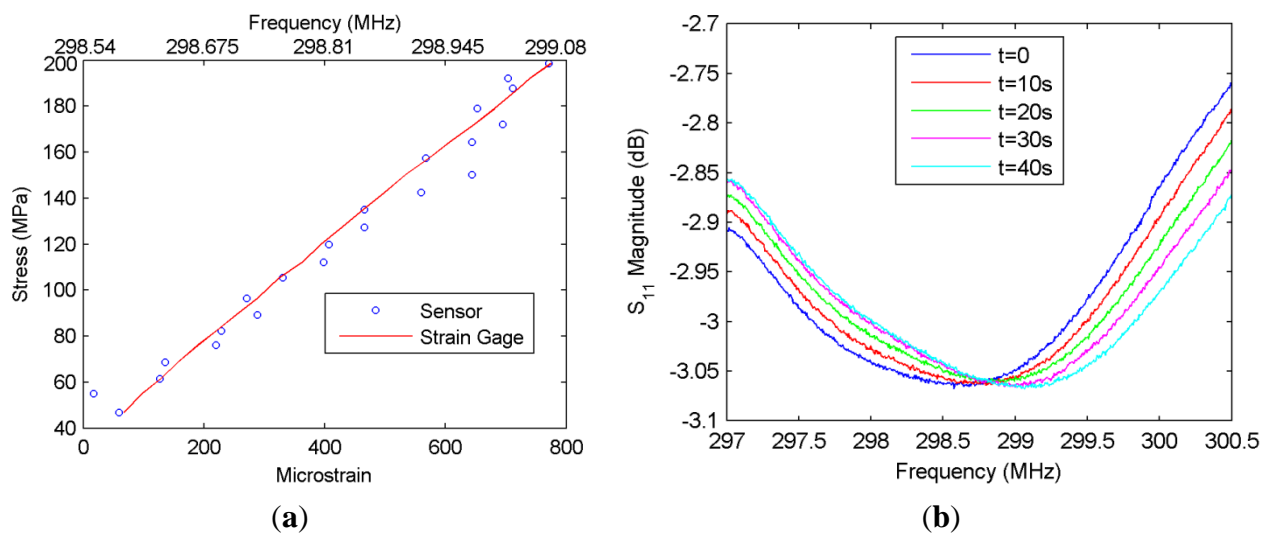 Frequency (MHz)
298.54 298.675 298.81 298.945 299.08
200
180
160
140
120
100
80
60
40
Stress (MPa)
Sensor
Strain Gage
0 200 400 600 800
Microstrain
(a)
-2.7
-2.75
-2.8
-2.85
-2.9
-2.95
-3
-3.05
-3.1
S11 Magnitude (dB)
t=0
t=10s
t=20s
t=30s
t=40s
297 297.5 298 298.5 299 299.5 300 300.5
Frequency (MHz)
(b)